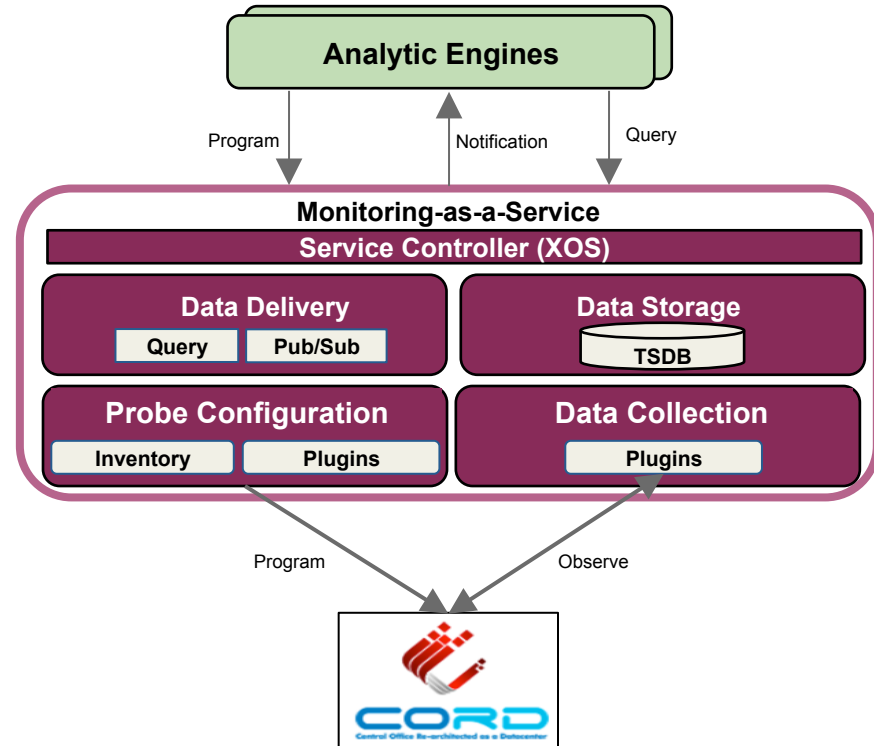 Analytic Engines
Program
Notification
Query
Monitoring-as-a-Service
Service Controller (XOS)
Data Delivery
Query
Pub/Sub
Data Storage
TSDB
Probe Configuration
Inventory
Plugins
Data Collection
Plugins
Program
Observe
CORD
Central Office Re-architected as a Datacenter